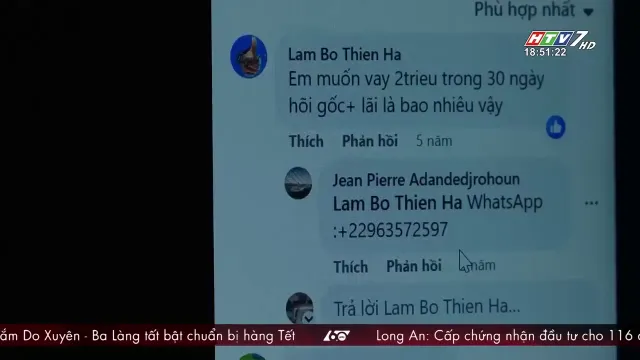 Phù hợp nhất
HTV7 HD
18:51:22
Lam Bo Thien Ha
Em muốn vay 2trieu trong 30 ngày
hõi gốc+ lãi là bao nhiêu vậy
Thích Phản hồi 5 năm
Jean Pierre Adandedjrohoun
Lam Bo Thien Ha WhatsApp
:+22963572597
Thích Phản hồi năm
Trả lời Lam Bo Thien Ha...
ắm Do Xuyên - Ba Làng tất bật chuẩn bị hàng Tết 60 Long An: Cấp chứng nhận đầu tư cho 116